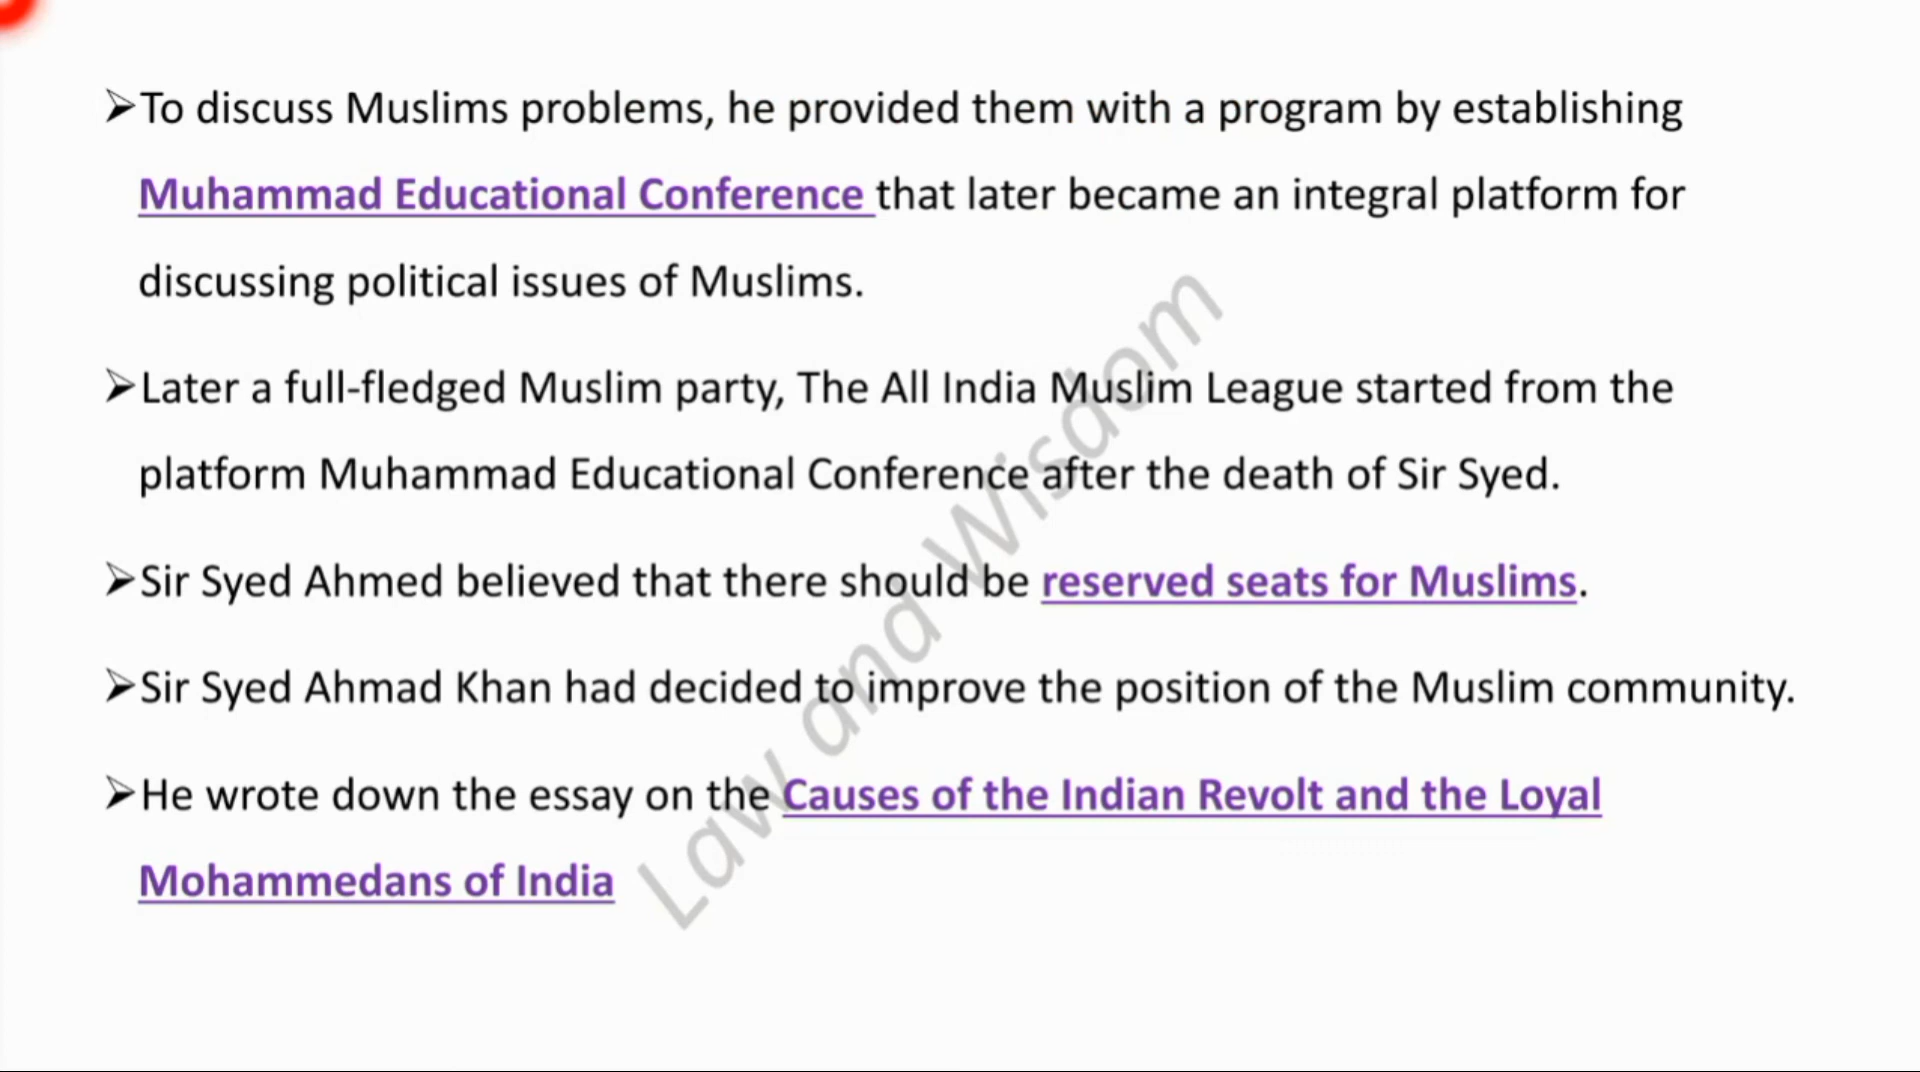 ➢To discuss Muslims problems, he provided them with a program by establishing
Muhammad Educational Conference that later became an integral platform for
discussing political issues of Muslims.
➢Later a full-fledged Muslim party, The All India Muslim League started from the
platform Muhammad Educational Conference after the death of Sir Syed.
➢Sir Syed Ahmed believed that there should be reserved seats for Muslims.
➢Sir Syed Ahmad Khan had decided to improve the position of the Muslim community.
➢He wrote down the essay on the Causes of the Indian Revolt and the Loyal
Mohammedans of India
Law and Wisdom